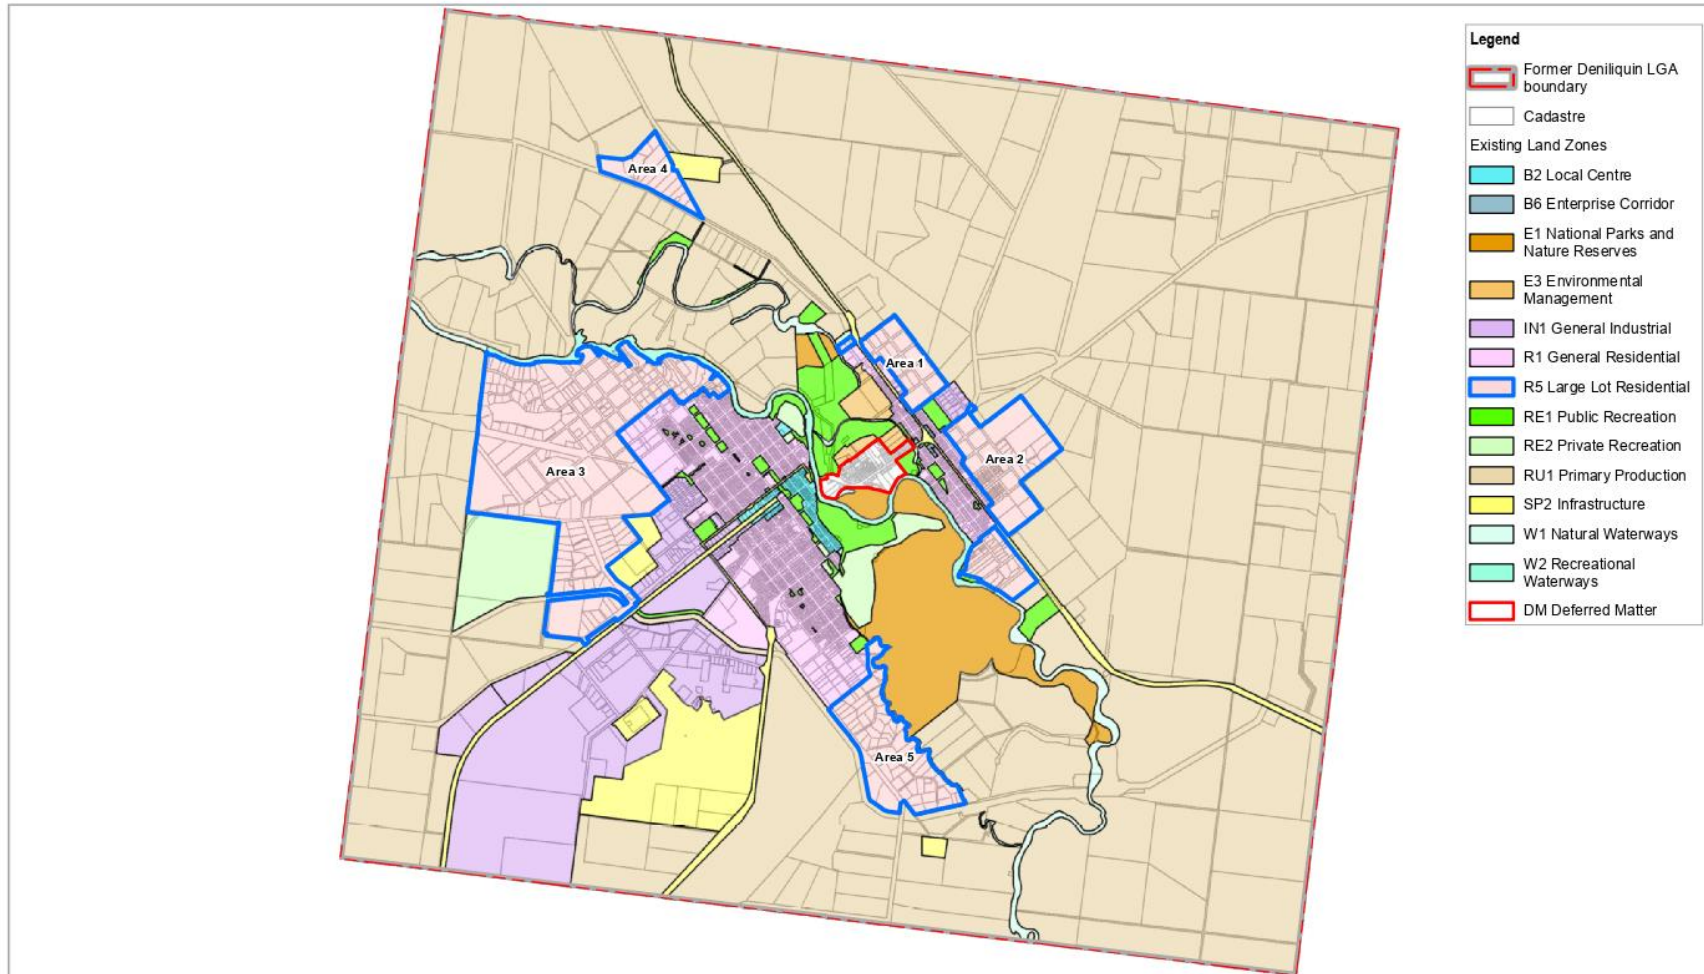 Legend
Former Deniliquin LGA
boundary
Cadastre
Existing Land Zones
B2 Local Centre
B6 Enterprise Corridor
E1 National Parks and
Nature Reserves
E3 Environmental
Management
IN1 General Industrial
R1 General Residential
R5 Large Lot Residential
RE1 Public Recreation
RE2 Private Recreation
RU1 Primary Production
SP2 Infrastructure
W1 Natural Waterways
W2 Recreational
Waterways
DM Deferred Matter
Area 4
Area 1
Area 2
Area 3
Area 5